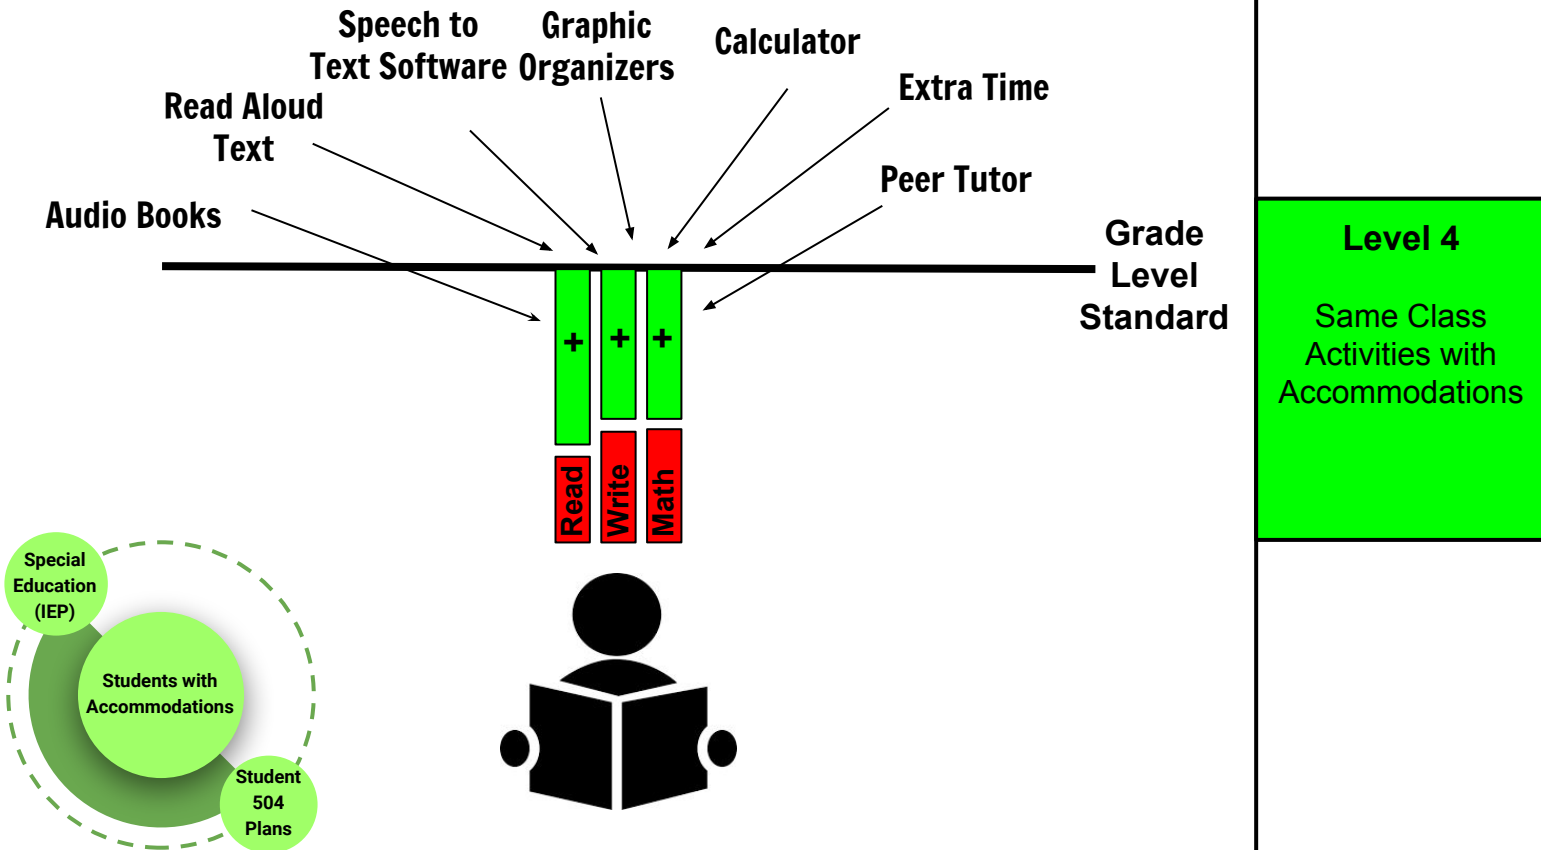 Speech to
Text Software
Graphic
Organizers
Calculator
Extra Time
Read Aloud
Text
Peer Tutor
Audio Books
Grade
Level
Standard
Level 4
Same Class
Activities with
Accommodations
+
+
+
Read
Write
Math
Special
Education
(IEP)
Students with
Accommodations
Student
504
Plans